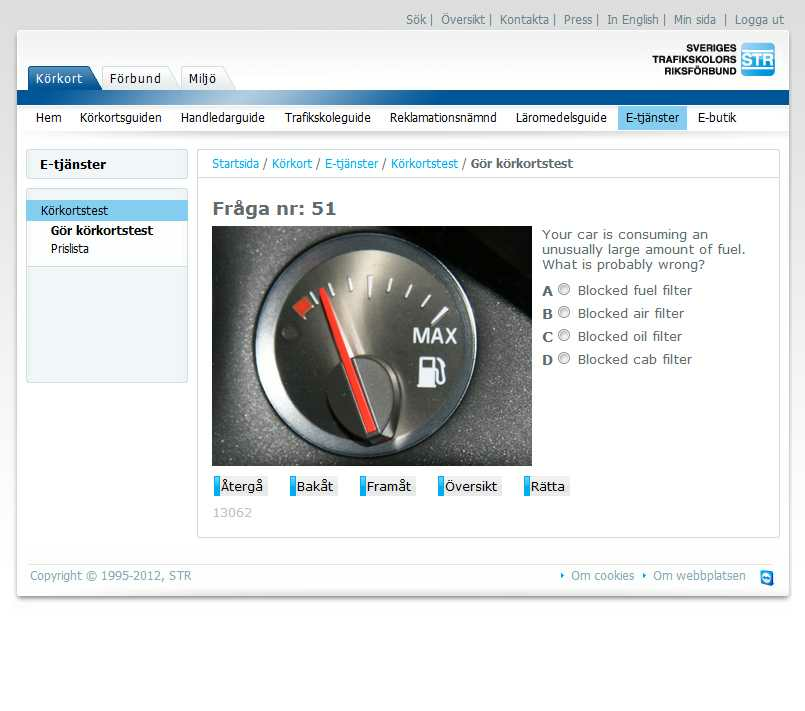 Sök | Översikt | Kontakta | Press | In English | Min sida | Logga ut
SVERIGES
TRAFIKSKOLORS
RIKSFÖRBUND
STR
Körkort Förbund Miljö
Hem Körkortsguiden Handledarguide Trafikskoleguide Reklamationsnämnd Läromedelsguide E-tjänster E-butik
E-tjänster
Startsida / Körkort / E-tjänster / Körkortstest / Gör körkortstest
Körkortstest
Gör körkortstest
Prislista
Fråga nr: 51
Your car is consuming an
unusually large amount of fuel.
What is probably wrong?
A Blocked fuel filter
B Blocked air filter
C Blocked oil filter
D Blocked cab filter
MAX
Återgå Bakåt Framåt Översikt Rätta
13062
Copyright © 1995-2012, STR Om cookies Om webbplatsen